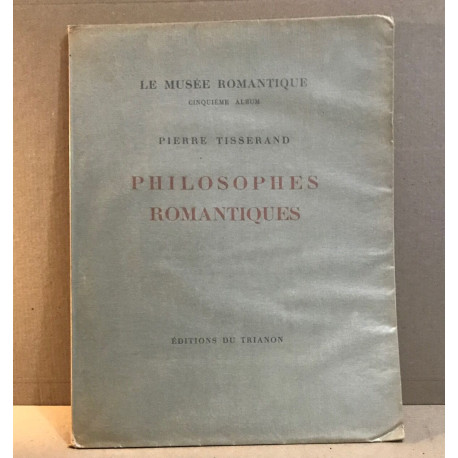 LE MUSÉE ROMANTIQUE
CINQUIÈME ALBUM
PIERRE TISSERAND
PHILOSOPHES
ROMANTIQUES
ÉDITIONS DU TRIANON